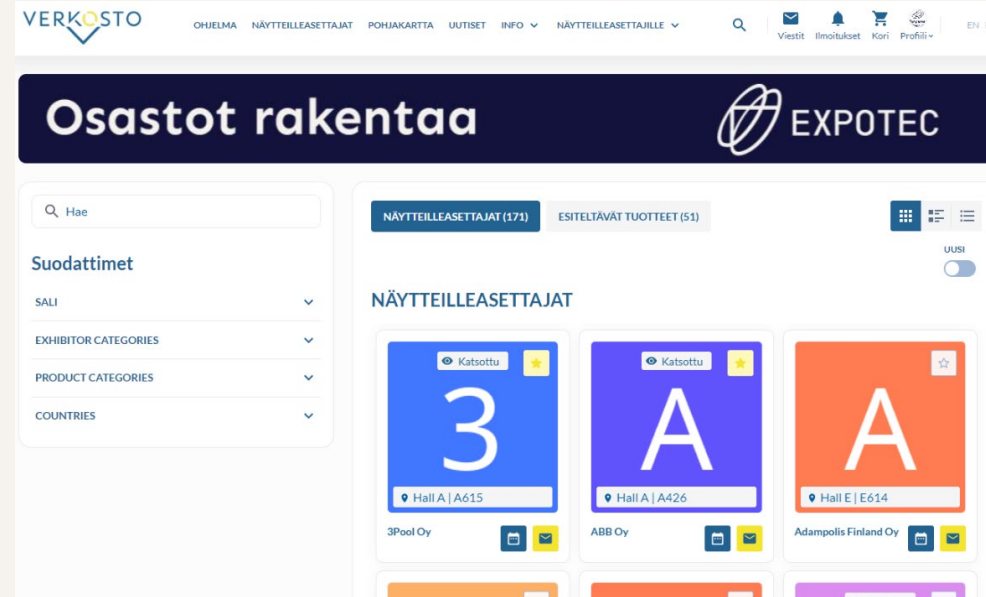 VERKOSTO
OHJELMA NÄYTTEILLEASETTAJAT POHJAKARTTA UUTISET INFO NÄYTTEILLEASETTAJILLE
Viestit Ilmoitukset Kori Profiili
EN
Osastot rakentaa
EXPOTEC
Hae
Suodattimet
SALI
EXHIBITOR CATEGORIES
PRODUCT CATEGORIES
COUNTRIES
NÄYTTEILLEASETTAJAT (171) ESITELTÄVÄT TUOTTEET (51)
UUSI
NÄYTTEILLEASETTAJAT
Katsottu
3
Hall A | A615
3Pool Oy
Katsottu
A
Hall A | A426
ABB Oy
A
Hall E | E614
Adampolis Finland Oy